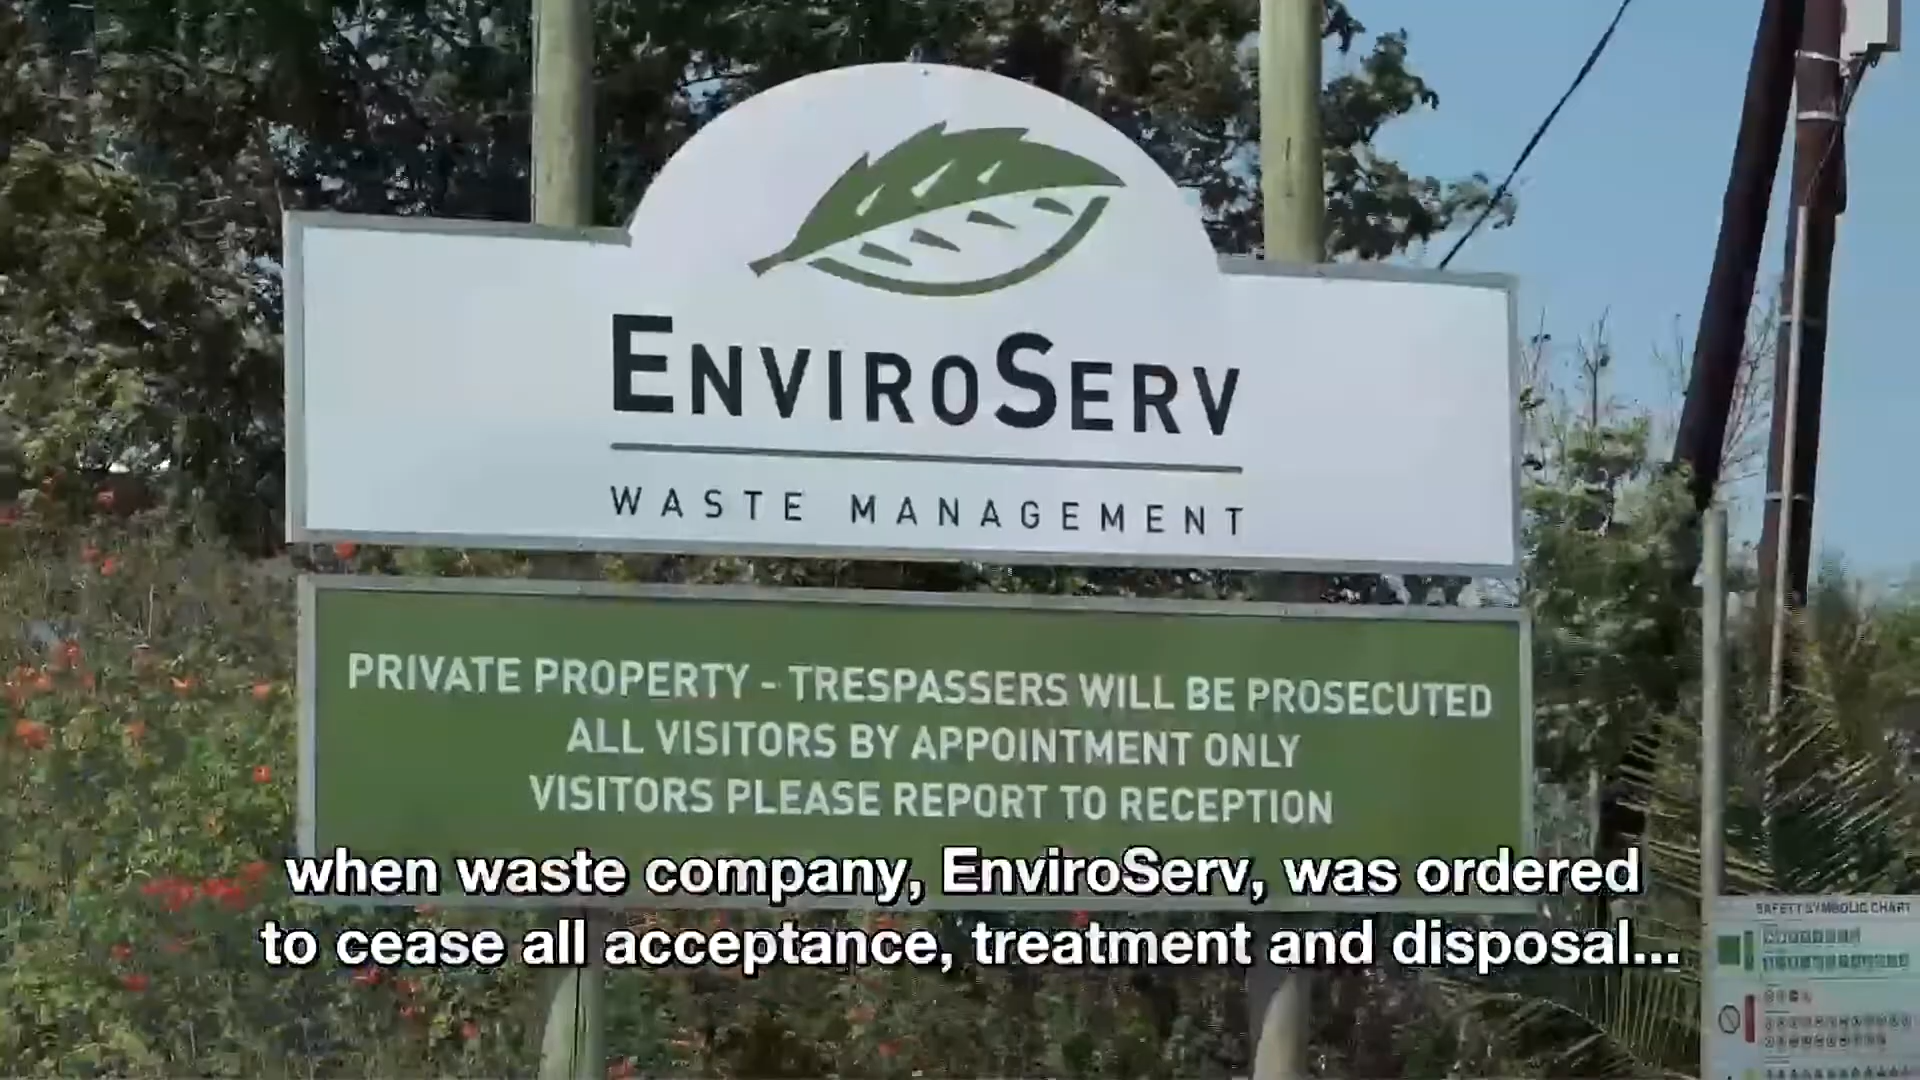 ENVIROSERV
WASTE MANAGEMENT
PRIVATE PROPERTY - TRESPASSERS WILL BE PROSECUTED
ALL VISITORS BY APPOINTMENT ONLY
VISITORS PLEASE REPORT TO RECEPTION
when waste company, EnviroServ, was ordered
to cease all acceptance, treatment and disposal...
SAFETY SYMBOLIC CHART